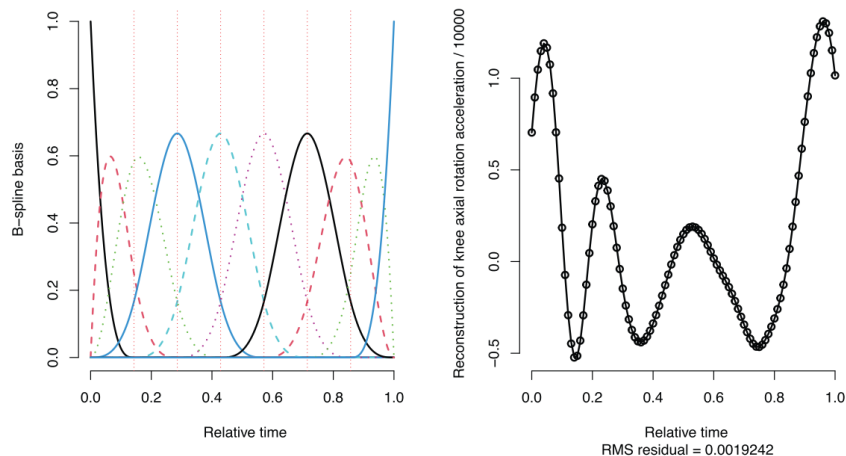 B−spline basis
1.0
0.8
0.6
0.4
0.2
0.0
0.0 0.2 0.4 0.6 0.8 1.0
Relative time
Reconstruction of knee axial rotation acceleration / 10000
1.0
0.5
0.0
−0.5
0.0 0.2 0.4 0.6 0.8 1.0
Relative time
RMS residual = 0.0019242